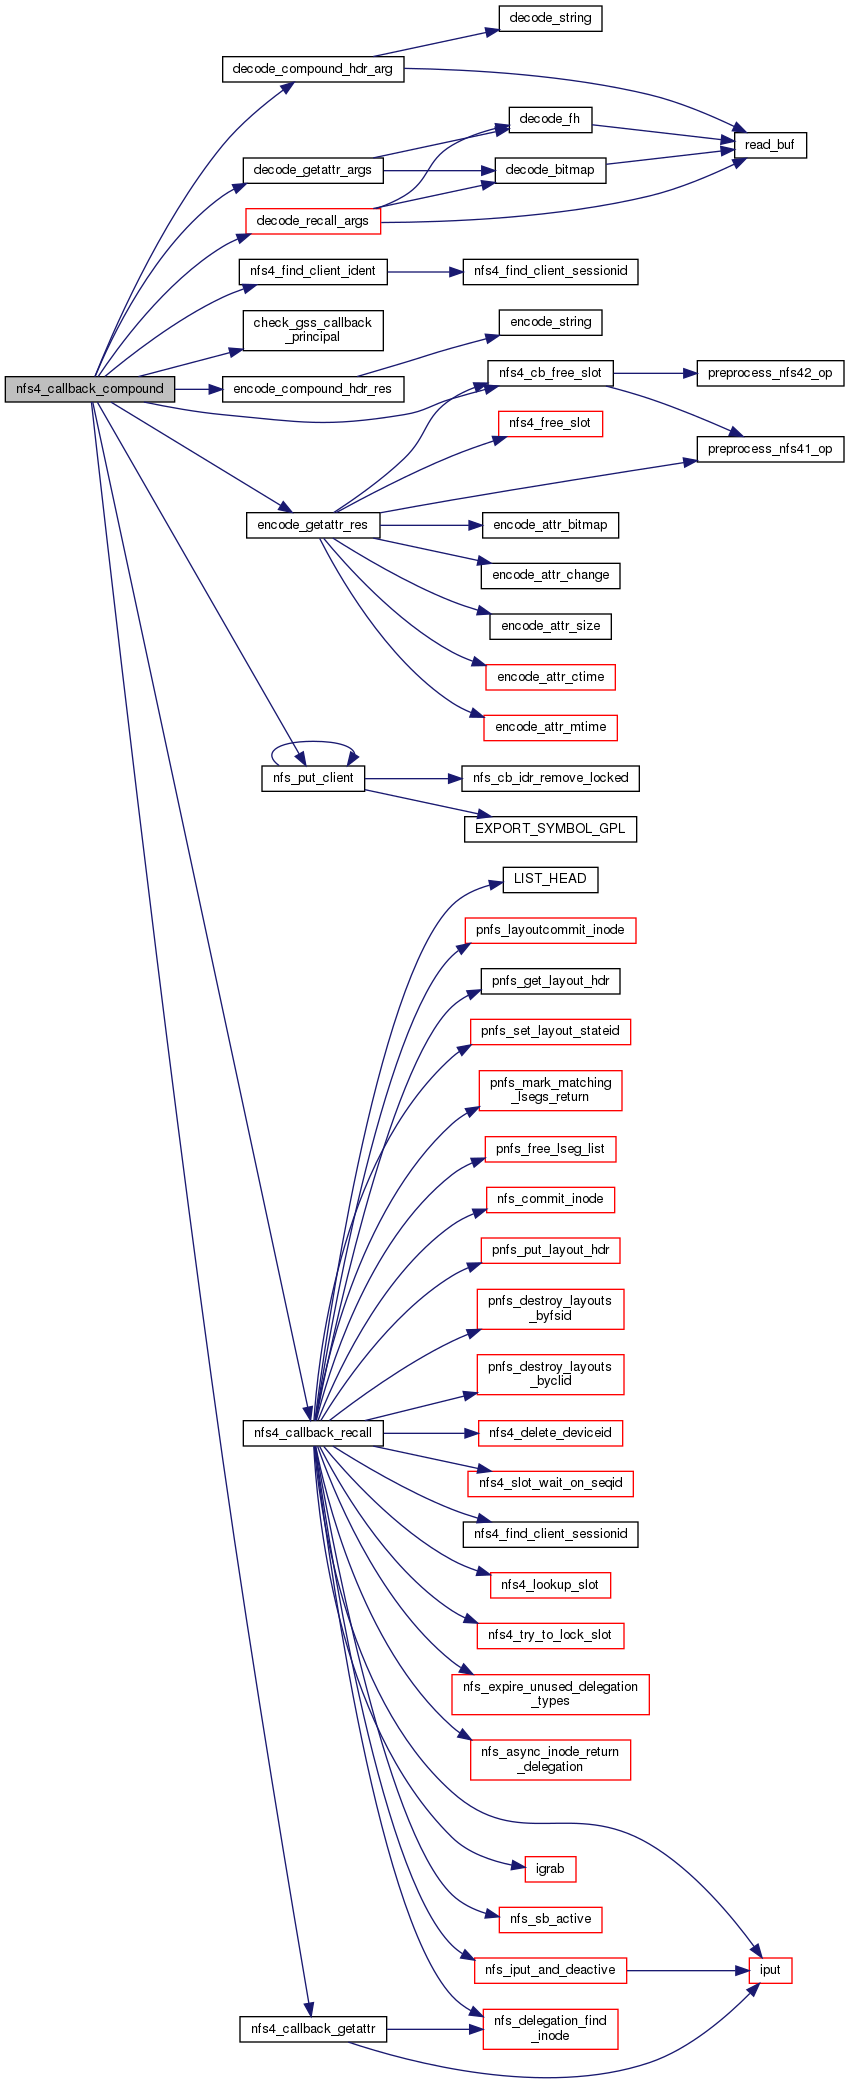 decode_string
decode_compound_hdr_arg
decode_fh
read_buf
decode_getattr_args
decode_bitmap
decode_recall_args
nfs4_find_client_ident
nfs4_find_client_sessionid
check_gss_callback
_principal
encode_string
nfs4_callback_compound
encode_compound_hdr_res
nfs4_cb_free_slot
preprocess_nfs42_op
nfs4_free_slot
preprocess_nfs41_op
encode_getattr_res
encode_attr_bitmap
encode_attr_change
encode_attr_size
encode_attr_ctime
encode_attr_mtime
nfs_put_client
nfs_cb_idr_remove_locked
EXPORT_SYMBOL_GPL
LIST_HEAD
pnfs_layoutcommit_inode
pnfs_get_layout_hdr
pnfs_set_layout_stateid
pnfs_mark_matching
_lsegs_return
pnfs_free_lseg_list
nfs_commit_inode
pnfs_put_layout_hdr
pnfs_destroy_layouts
_byfsid
pnfs_destroy_layouts
_byclid
nfs4_callback_recall
nfs4_delete_deviceid
nfs4_slot_wait_on_seqid
nfs4_find_client_sessionid
nfs4_lookup_slot
nfs4_try_to_lock_slot
nfs_expire_unused_delegation
_types
nfs_async_inode_return
_delegation
igrab
nfs_sb_active
nfs_iput_and_deactive
iput
nfs4_callback_getattr
nfs_delegation_find
_inode